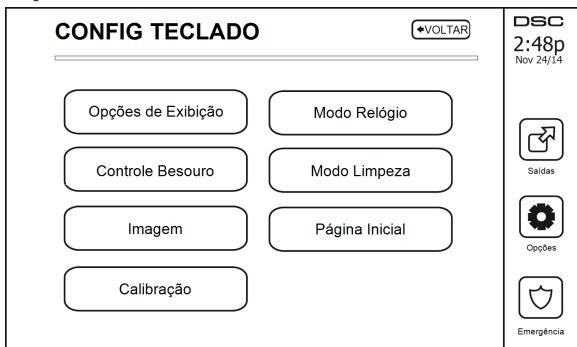 CONFIG TECLADO
VOLTAR
DSC
2:48p
Nov 24/14
Opções de Exibição
Modo Relógio
Controle Besouro
Modo Limpeza
Imagem
Página Inicial
Calibração
Saídas
Opções
Emergência